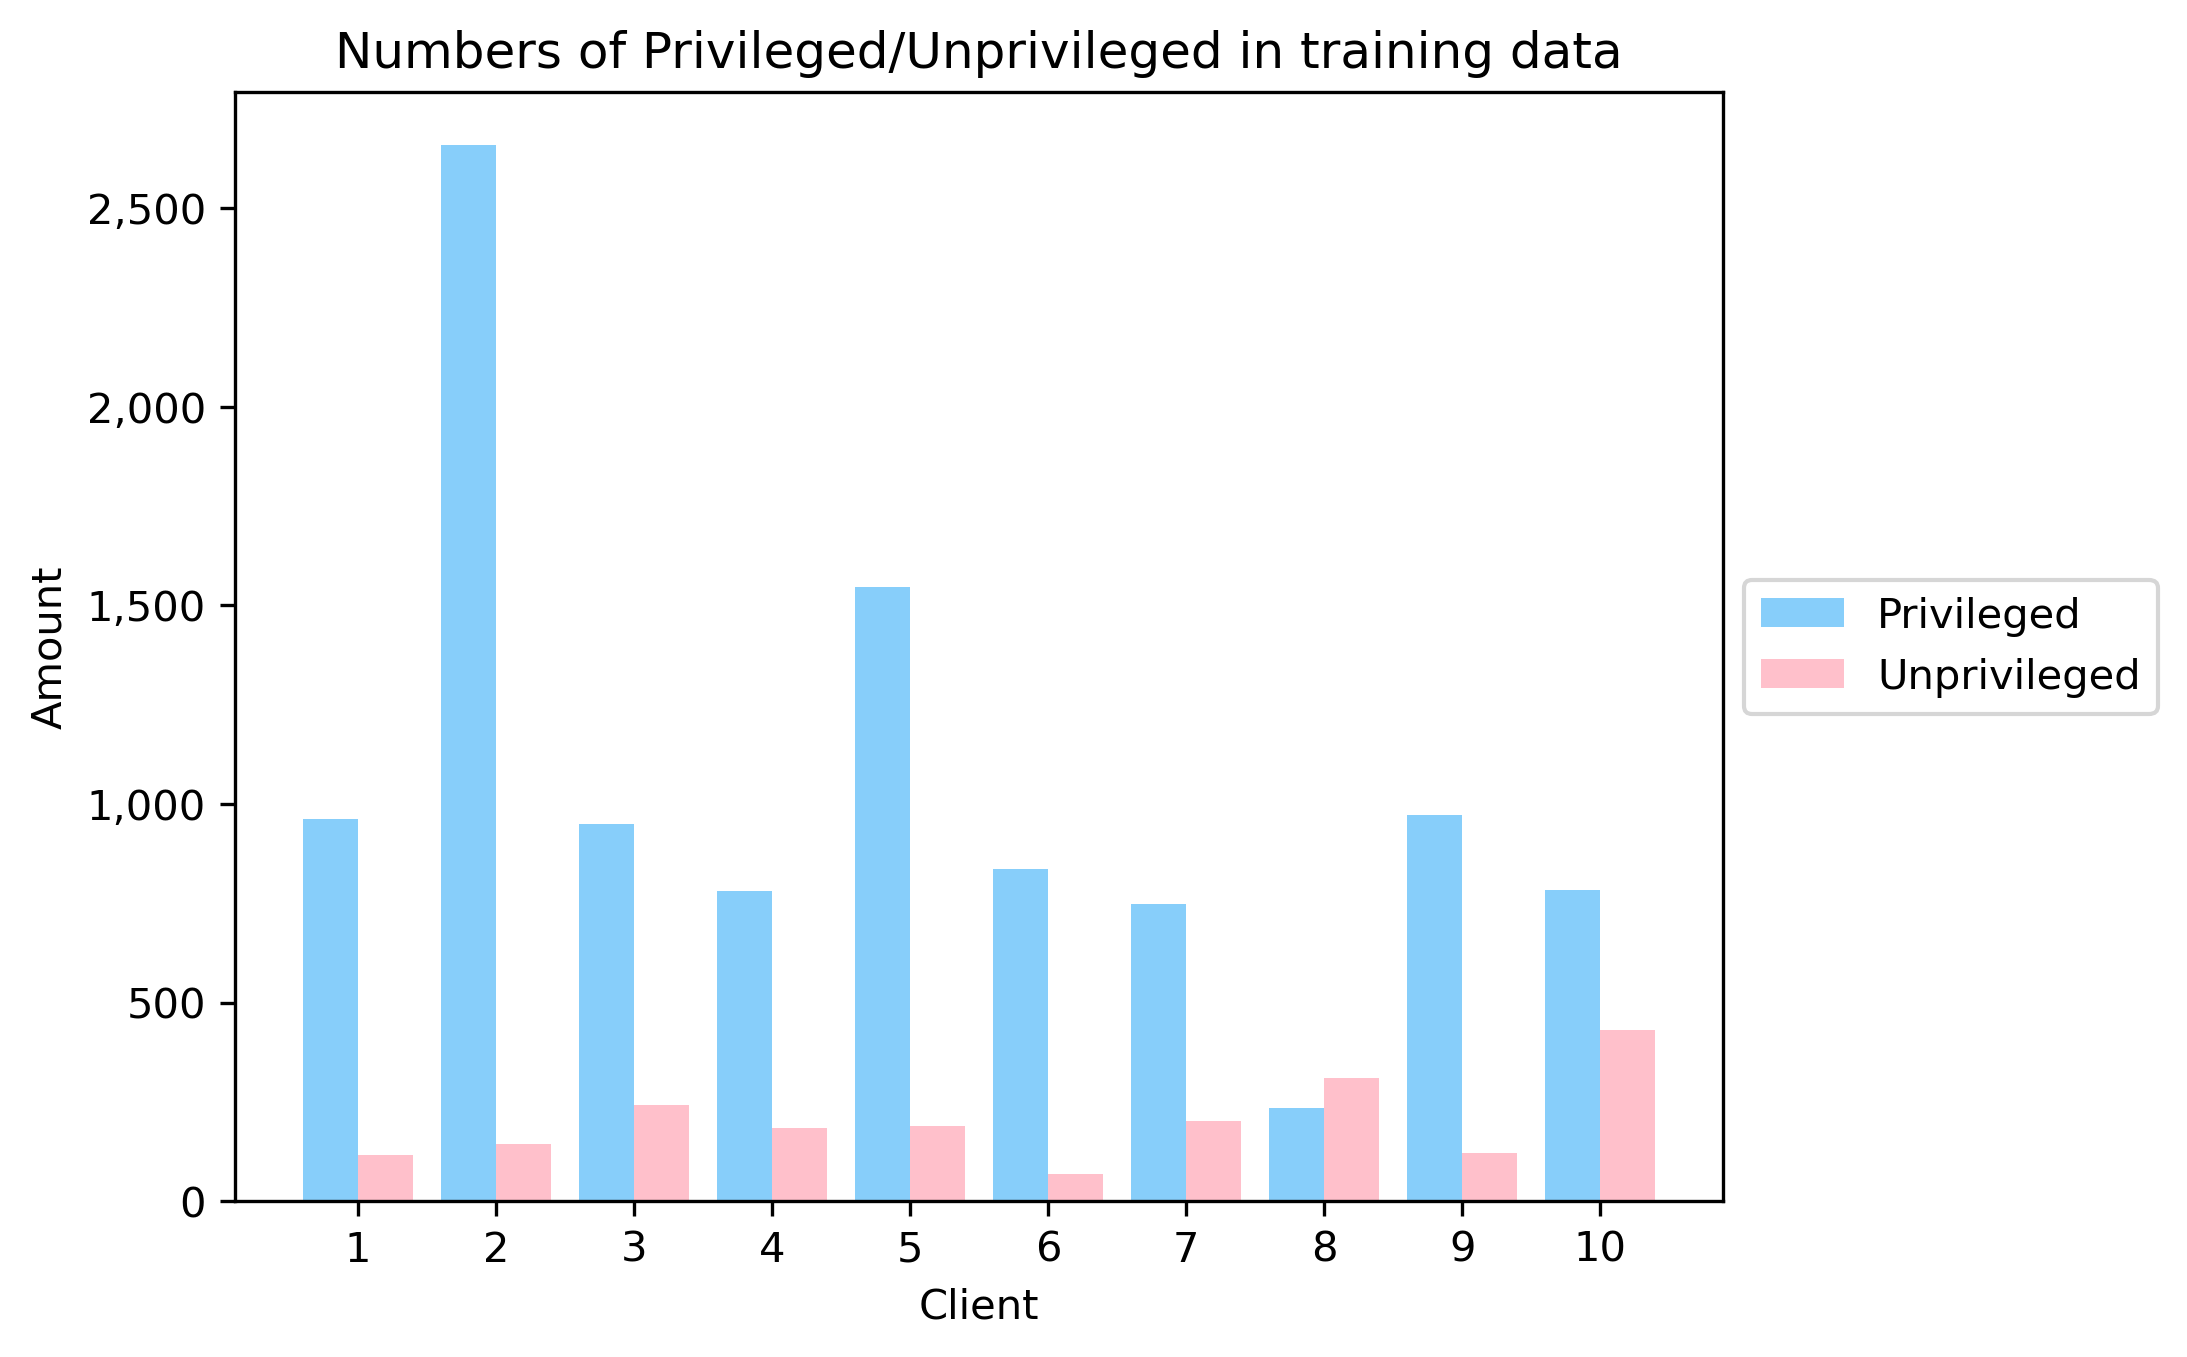 Numbers of Privileged/Unprivileged in training data
2,500
2,000
1,500
1,000
500
0
Amount
1 2 3 4 5 6 7 8 9 10
Client
Privileged
Unprivileged